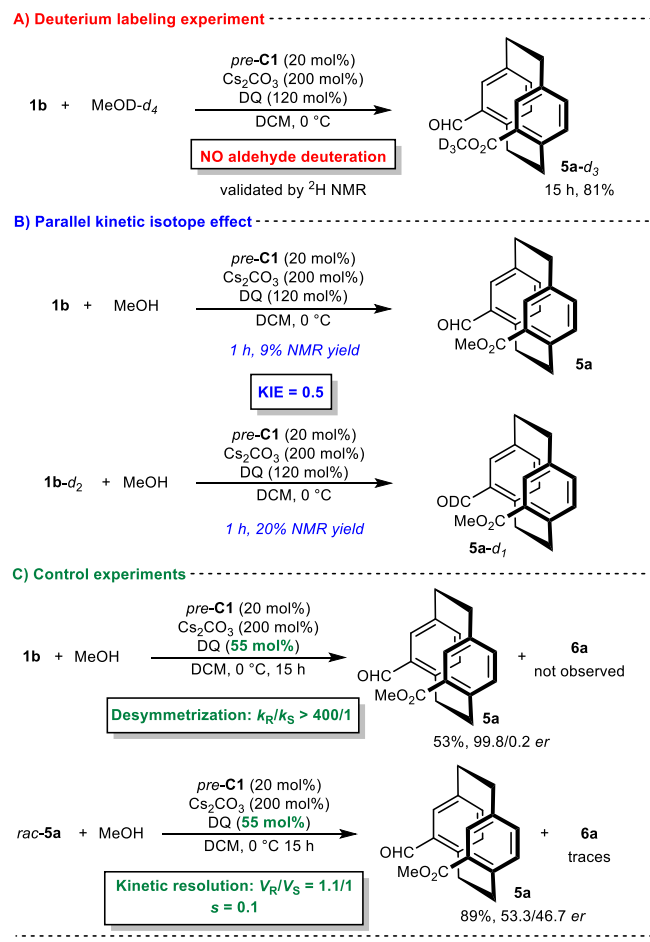 A) Deuterium labeling experiment
1b + MeOD-d4
pre-C1 (20 mol%)
Cs2CO3 (200 mol%)
DQ (120 mol%)
DCM, 0 °C
NO aldehyde deuteration
validated by 2H NMR
OHC
D3CO2C
5a-d3
15 h, 81%
B) Parallel kinetic isotope effect
1b + MeOH
pre-C1 (20 mol%)
Cs2CO3 (200 mol%)
DQ (120 mol%)
DCM, 0 °C
1 h, 9% NMR yield
OHC
MeO2C
5a
KIE = 0.5
1b-d2 + MeOH
pre-C1 (20 mol%)
Cs2CO3 (200 mol%)
DQ (120 mol%)
DCM, 0 °C
1 h, 20% NMR yield
ODC
MeO2C
5a-d1
C) Control experiments
1b + MeOH
pre-C1 (20 mol%)
Cs2CO3 (200 mol%)
DQ (55 mol%)
DCM, 0 °C, 15 h
Desymmetrization: kR/kS > 400/1
OHC
MeO2C
5a
53%, 99.8/0.2 er
+ 6a
not observed
rac-5a + MeOH
pre-C1 (20 mol%)
Cs2CO3 (200 mol%)
DQ (55 mol%)
DCM, 0 °C 15 h
Kinetic resolution: VR/VS = 1.1/1
s = 0.1
OHC
MeO2C
5a
89%, 53.3/46.7 er
+ 6a
traces